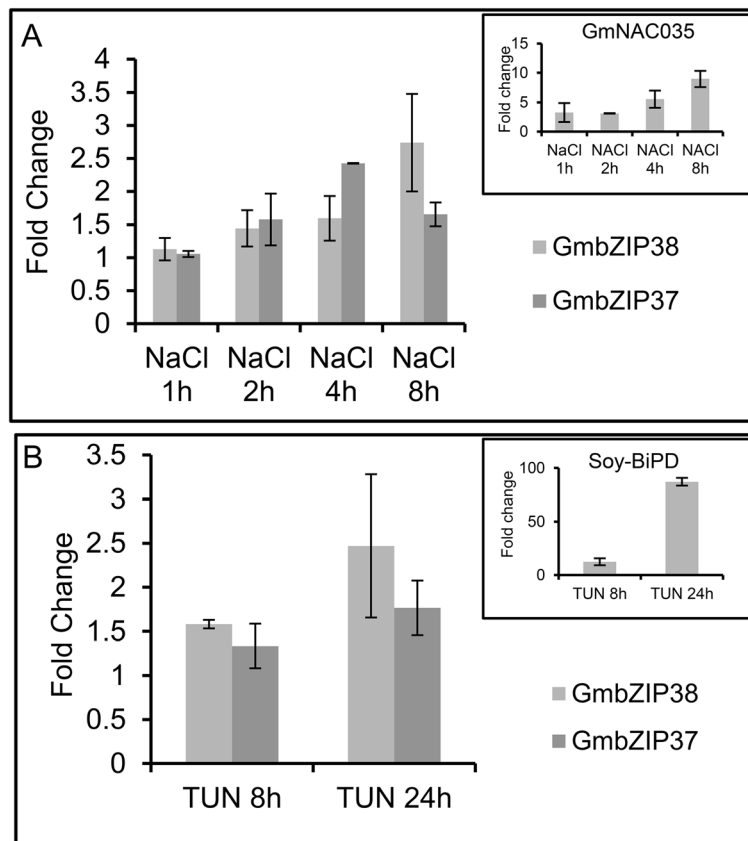 A
Fold Change
4
3.5
3
2.5
2
1.5
1
0.5
0
NaCl 1h
NaCl 2h
NaCl 4h
NaCl 8h
GmNAC035
Fold change
15
10
5
0
NaCl 1h
NACl 2h
NACl 4h
NACl 8h
GmbZIP38
GmbZIP37
B
Fold Change
3.5
3
2.5
2
1.5
1
0.5
0
TUN 8h
TUN 24h
Soy-BiPD
Fold change
100
50
0
TUN 8h
TUN 24h
GmbZIP38
GmbZIP37